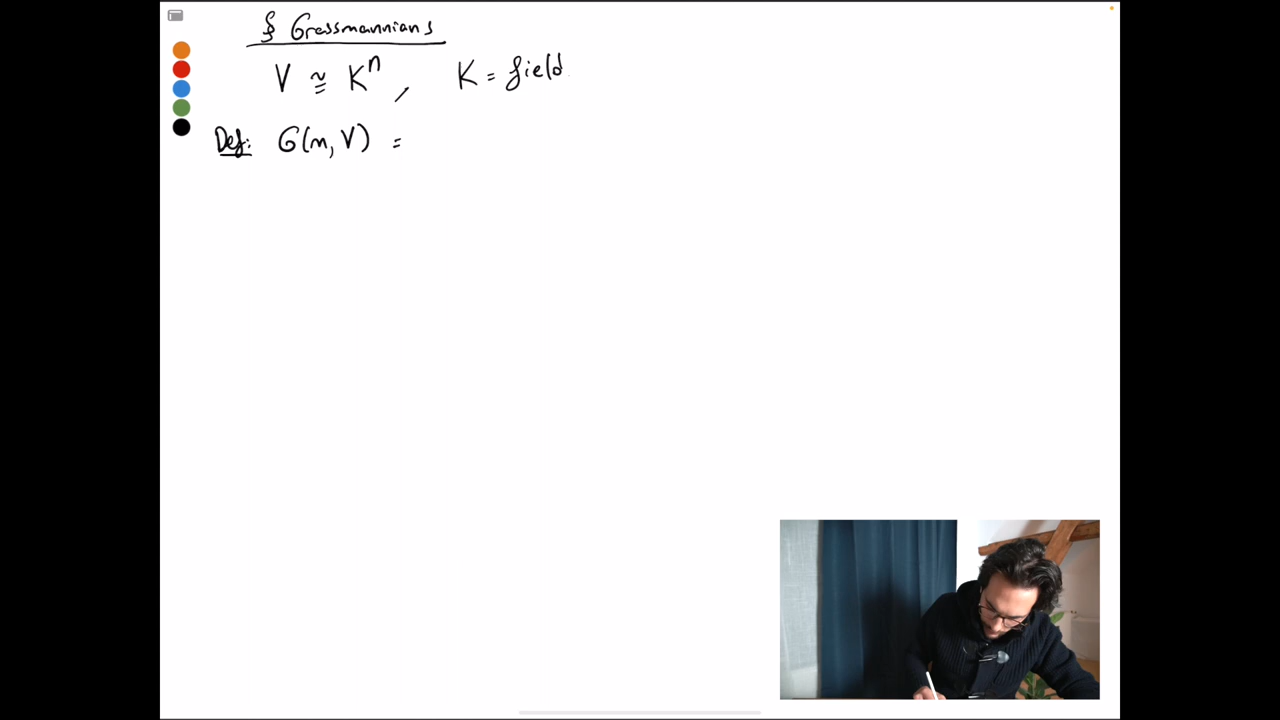 § Grassmannians
V ≅ Kⁿ, K = field
Def: G(m, V) =